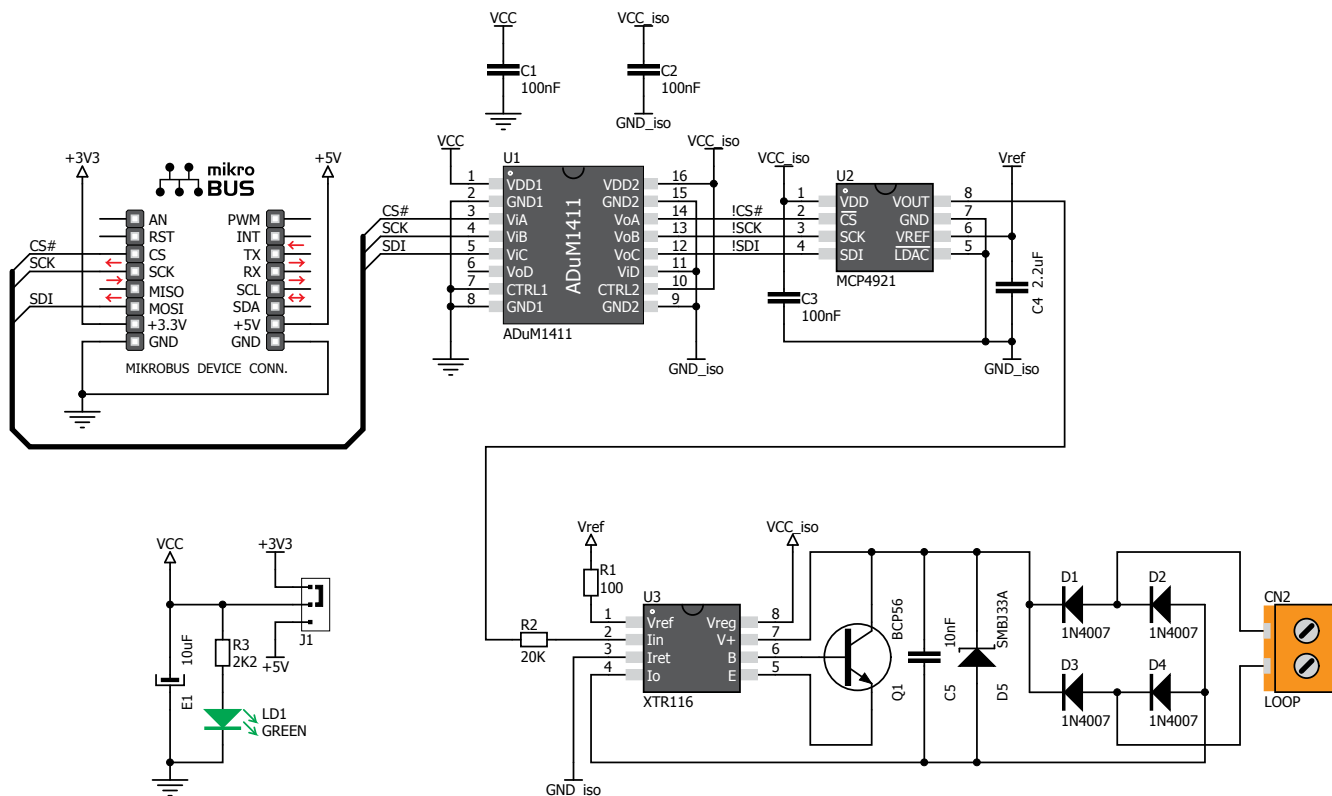 VCC
VCC_iso
C1
100nF
C2
100nF
GND_iso
+3V3
mikro
BUS
+5V
AN
RST
CS
SCK
MISO
MOSI
+3.3V
GND
PWM
INT
TX
RX
SCL
SDA
+5V
GND
CS#
SCK
SDI
MIKROBUS DEVICE CONN.
CS#
SCK
SDI
VCC
U1
VCC_iso
1 VDD1
2 GND1
3 ViA
4 ViB
5 ViC
6 VoD
7 CTRL1
8 GND1
ADuM1411
VDD2 16
GND2 15
VoA 14
VoB 13
VoC 12
ViD 11
CTRL2 10
GND2 9
ADuM1411
GND_iso
!CS#
!SCK
!SDI
VCC_iso
U2
Vref
1 VDD
2 CS
3 SCK
4 SDI
VOUT 8
GND 7
VREF 6
LDAC 5
MCP4921
C3
100nF
C4 2.2uF
GND_iso
VCC
+3V3
J1
+5V
R3
2K2
10uF
E1
LD1
GREEN
Vref
R1
100
VCC_iso
U3
R2
20K
1 Vref
2 Iin
3 Iret
4 Io
Vreg 8
V+ 7
B 6
E 5
XTR116
GND_iso
BCP56
Q1
10nF
C5
SMBJ33A
D5
D1
1N4007
D2
1N4007
D3
1N4007
D4
1N4007
CN2
LOOP